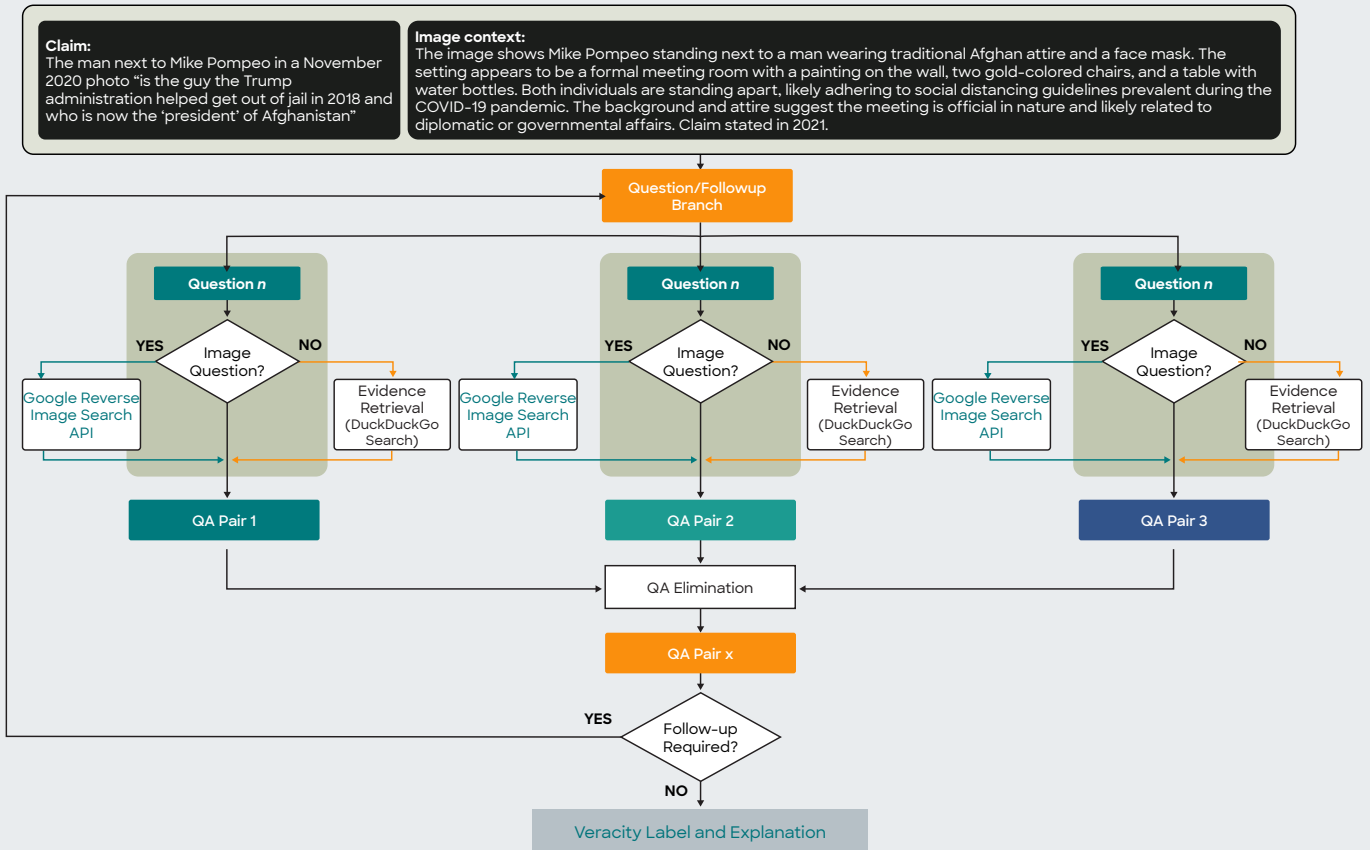 Claim:
The man next to Mike Pompeo in a November
2020 photo “is the guy the Trump
administration helped get out of jail in 2018 and
who is now the ‘president’ of Afghanistan”
Image context:
The image shows Mike Pompeo standing next to a man wearing traditional Afghan attire and a face mask. The
setting appears to be a formal meeting room with a painting on the wall, two gold-colored chairs, and a table with
water bottles. Both individuals are standing apart, likely adhering to social distancing guidelines prevalent during the
COVID-19 pandemic. The background and attire suggest the meeting is official in nature and likely related to
diplomatic or governmental affairs. Claim stated in 2021.
Question/Followup
Branch
Question n
YES
Image
Question?
NO
Google Reverse
Image Search
API
Evidence
Retrieval
(DuckDuckGo
Search)
QA Pair 1
Question n
YES
Image
Question?
NO
Google Reverse
Image Search
API
Evidence
Retrieval
(DuckDuckGo
Search)
QA Pair 2
Question n
YES
Image
Question?
NO
Google Reverse
Image Search
API
Evidence
Retrieval
(DuckDuckGo
Search)
QA Pair 3
QA Elimination
QA Pair x
YES
Follow-up
Required?
NO
Veracity Label and Explanation